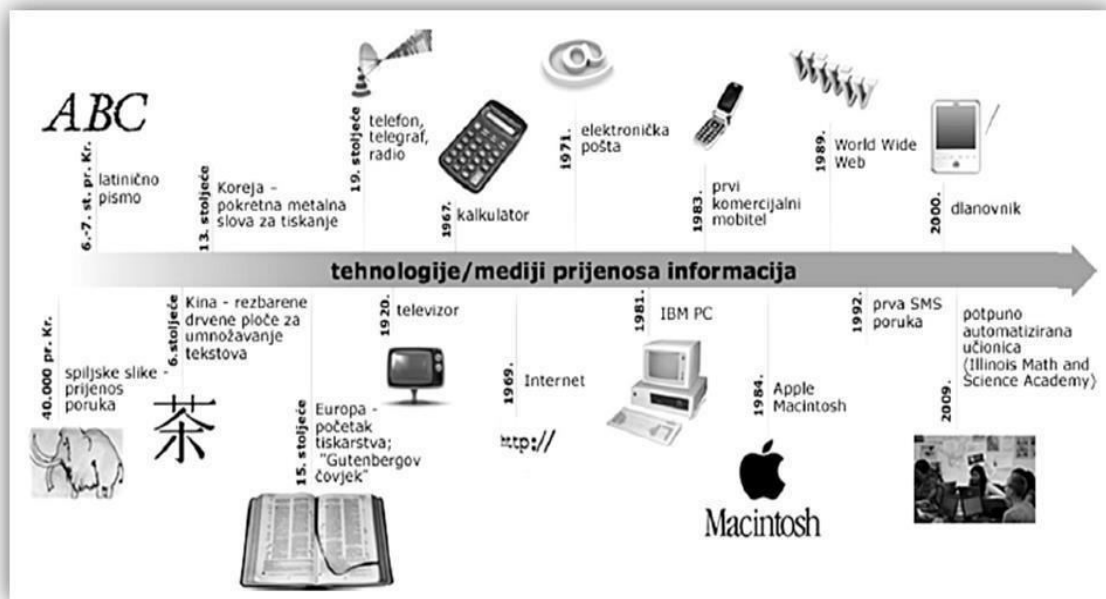 ABC
6.-7. st. pr. Kr.
latinično
pismo
13. stoljeće
Koreja -
pokretna metalna
slova za tiskanje
19. stoljeće
telefon,
telegraf,
radio
1967.
kalkulator
@
1971.
elektronička
pošta
1983.
prvi
komercijalni
mobitel
1989.
World Wide
Web
2000.
dlanovnik
tehnologije/mediji prijenosa informacija
40.000 pr. Kr.
spiljske slike -
prijenos
poruka
6.stoljeće
Kina - rezbarene
drvene ploče za
umnožavanje
tekstova
茶
15. stoljeće
Europa -
početak
tiskarstva;
"Gutenbergov
čovjek"
1920.
televizor
1969.
Internet
http://
1981.
IBM PC
1984.
Apple
Macintosh
Macintosh
1992.
prva SMS
poruka
2009.
potpuno
automatizirana
učionica
(Illinois Math and
Science Academy)